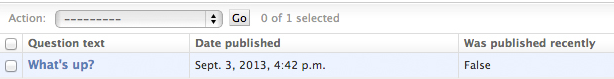 Action: --------- Go 0 of 1 selected
Question text Date published Was published recently
What's up? Sept. 3, 2013, 4:42 p.m. False